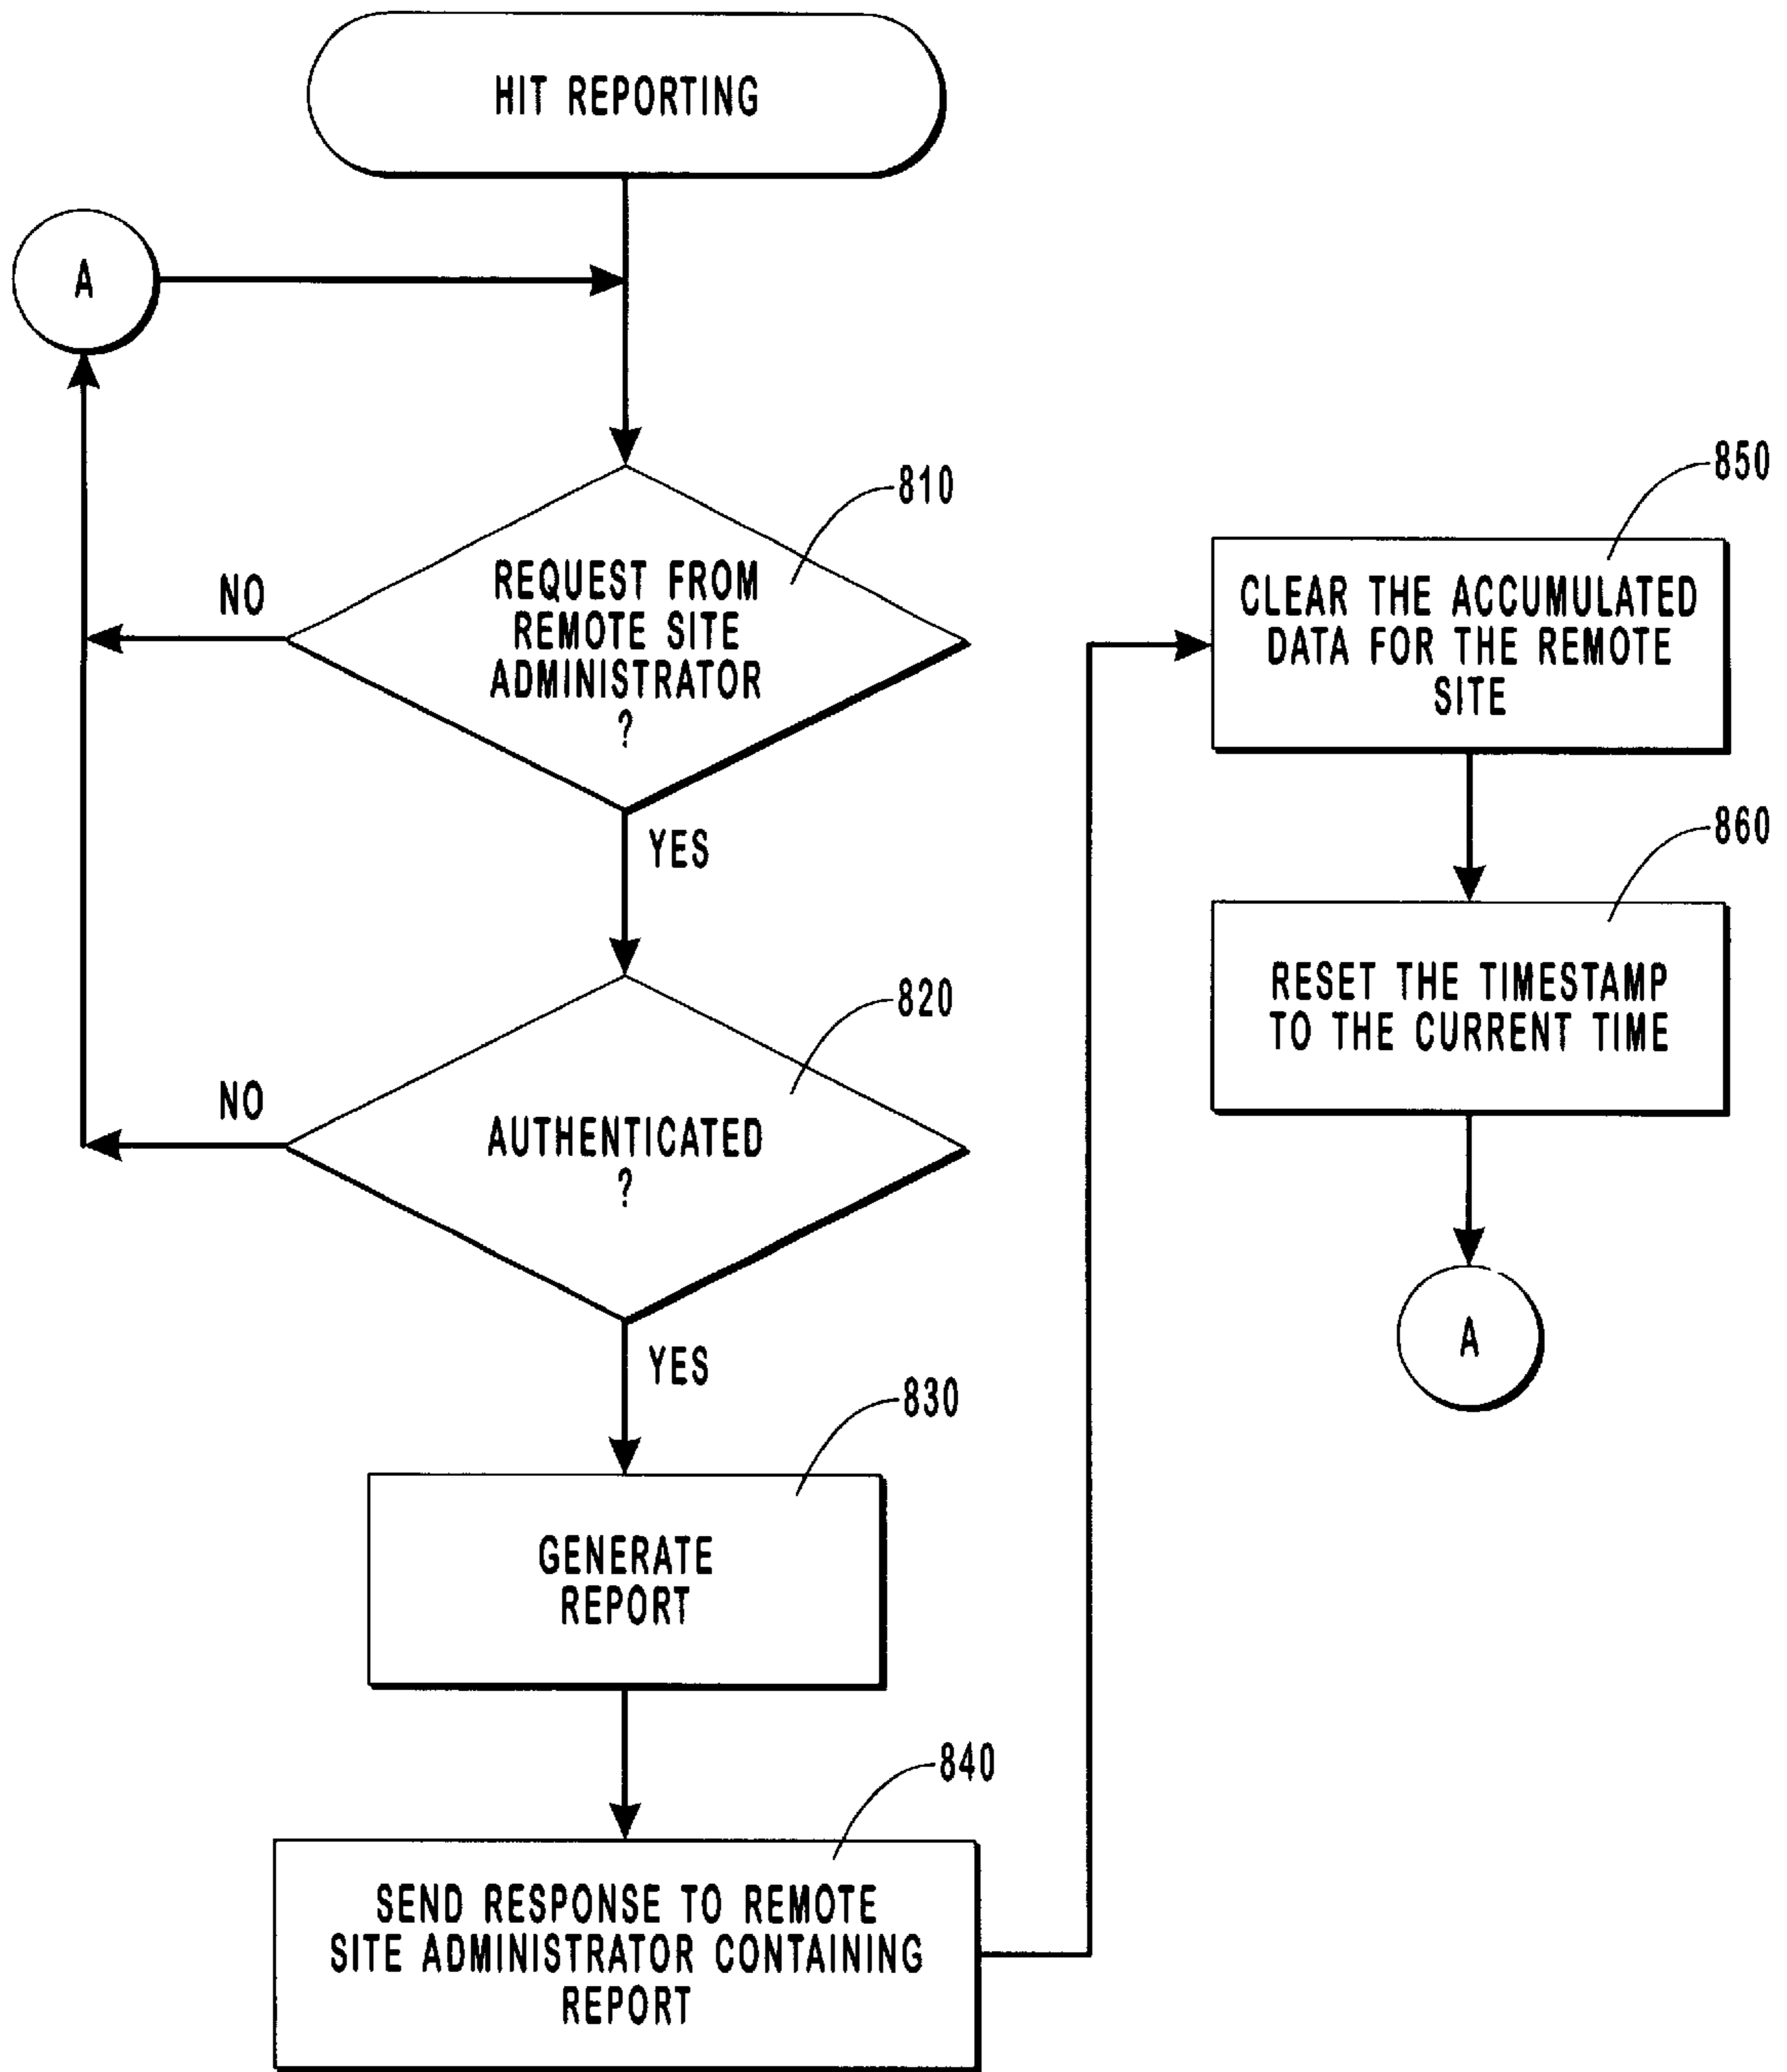 HIT REPORTING
A
810
REQUEST FROM
REMOTE SITE
ADMINISTRATOR
?
NO
YES
820
AUTHENTICATED
?
NO
YES
830
GENERATE
REPORT
840
SEND RESPONSE TO REMOTE
SITE ADMINISTRATOR CONTAINING
REPORT
850
CLEAR THE ACCUMULATED
DATA FOR THE REMOTE
SITE
860
RESET THE TIMESTAMP
TO THE CURRENT TIME
A